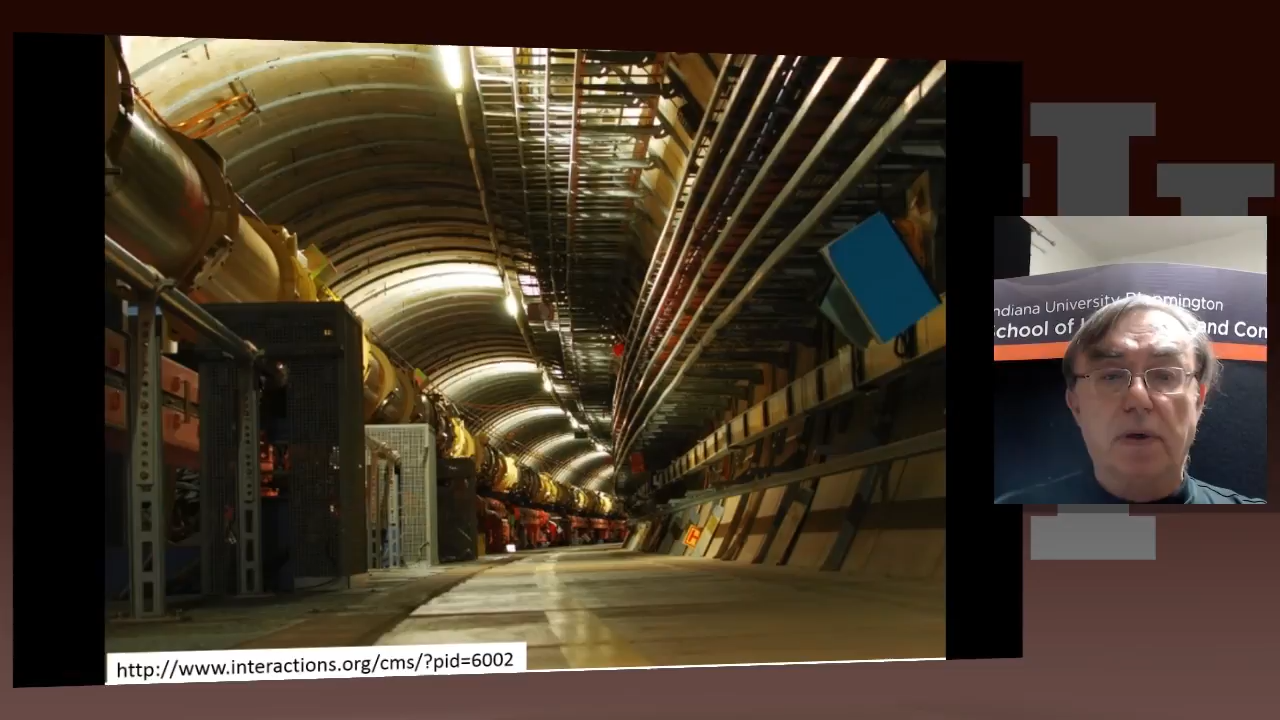 http://www.interactions.org/cms/?pid=6002
ndiana University Bloomington
School of and Con